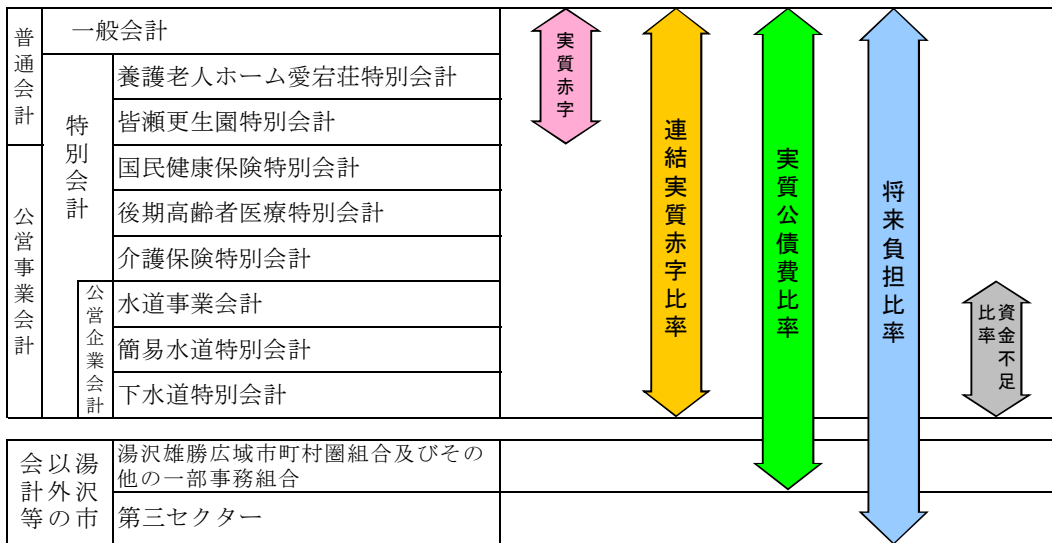 普通会計
一般会計
特別会計
養護老人ホーム愛宕荘特別会計
皆瀬更生園特別会計
公営事業会計
国民健康保険特別会計
後期高齢者医療特別会計
介護保険特別会計
公営企業会計
水道事業会計
簡易水道特別会計
下水道特別会計
実質赤字
連結実質赤字比率
実質公債費比率
将来負担比率
資金不足
比率
湯沢市
以外の
会計等
湯沢雄勝広域市町村圏組合及びその
他の一部事務組合
第三セクター